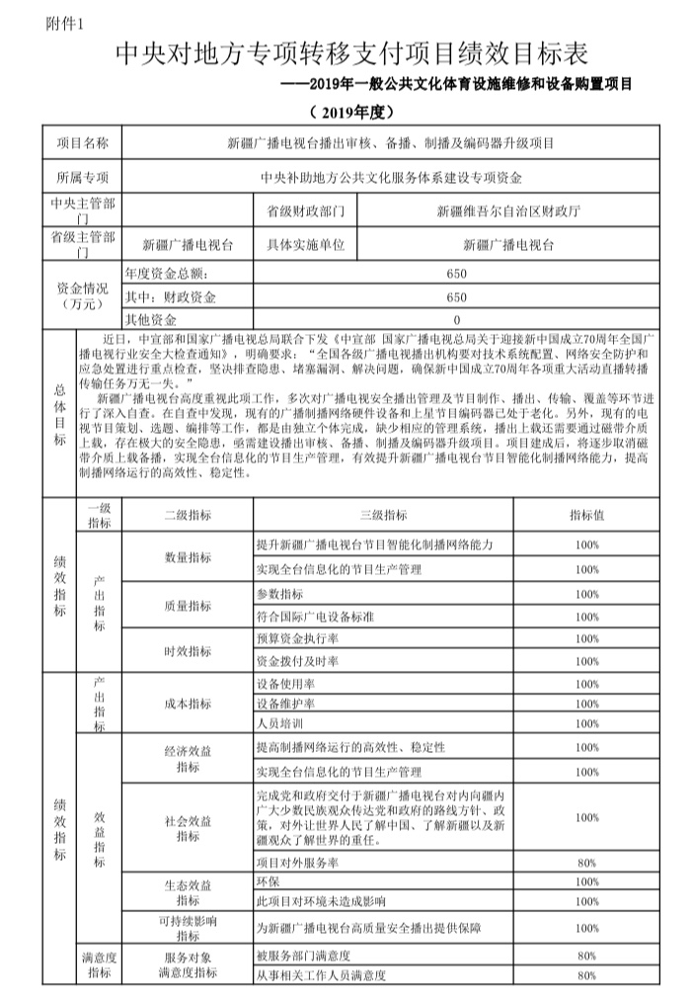 附件1
中央对地方专项转移支付项目绩效目标表
——2019年一般公共文化体育设施维修和设备购置项目
（ 2019年度）
项目名称 新疆广播电视台播出审核、备播、制播及编码器升级项目
所属专项 中央补助地方公共文化服务体系建设专项资金
中央主管部
门 省级财政部门 新疆维吾尔自治区财政厅
省级主管部
门 新疆广播电视台 具体实施单位 新疆广播电视台
资金情况
（万元）
年度资金总额： 650
其中：财政资金 650
其他资金 0
总
体
目
标
近日，中宣部和国家广播电视总局联合下发《中宣部 国家广播电视总局关于迎接新中国成立70周年全国广
播电视行业安全大检查通知》，明确要求：“全国各级广播电视播出机构要对技术系统配置、网络安全防护和
应急处置进行重点检查，坚决排查隐患、堵塞漏洞、解决问题，确保新中国成立70周年各项重大活动直播转播
传输任务万无一失。”
新疆广播电视台高度重视此项工作，多次对广播电视安全播出管理及节目制作、播出、传输、覆盖等环节进
行了深入自查。在自查中发现，现有的广播制播网络硬件设备和上星节目编码器已处于老化。另外，现有的电
视节目策划、选题、编排等工作，都是由独立个体完成，缺少相应的管理系统，播出上载还需要通过磁带介质
上载，存在极大的安全隐患，亟需建设播出审核、备播、制播及编码器升级项目。项目建成后，将逐步取消磁
带介质上载备播，实现全台信息化的节目生产管理，有效提升新疆广播电视台节目智能化制播网络能力，提高
制播网络运行的高效性、稳定性。
绩
效
指
标
一级
指标 二级指标 三级指标 指标值
产
出
指
标
数量指标
提升新疆广播电视台节目智能化制播网络能力 100%
实现全台信息化的节目生产管理 100%
质量指标
参数指标 100%
符合国际广电设备标准 100%
时效指标
预算资金执行率 100%
资金拨付及时率 100%
绩
效
指
标
产
出
指
标
成本指标
设备使用率 100%
设备维护率 100%
人员培训 100%
效
益
指
标
经济效益
指标
提高制播网络运行的高效性、稳定性 100%
实现全台信息化的节目生产管理 100%
社会效益
指标
完成党和政府交付于新疆广播电视台对内向疆内
广大少数民族观众传达党和政府的路线方针、政
策，对外让世界人民了解中国、了解新疆以及新
疆观众了解世界的重任。 100%
项目对外服务率 80%
生态效益
指标
环保 100%
此项目对环境未造成影响 100%
可持续影响
指标
为新疆广播电视台高质量安全播出提供保障 100%
满意度
指标
服务对象
满意度指标
被服务部门满意度 80%
从事相关工作人员满意度 80%